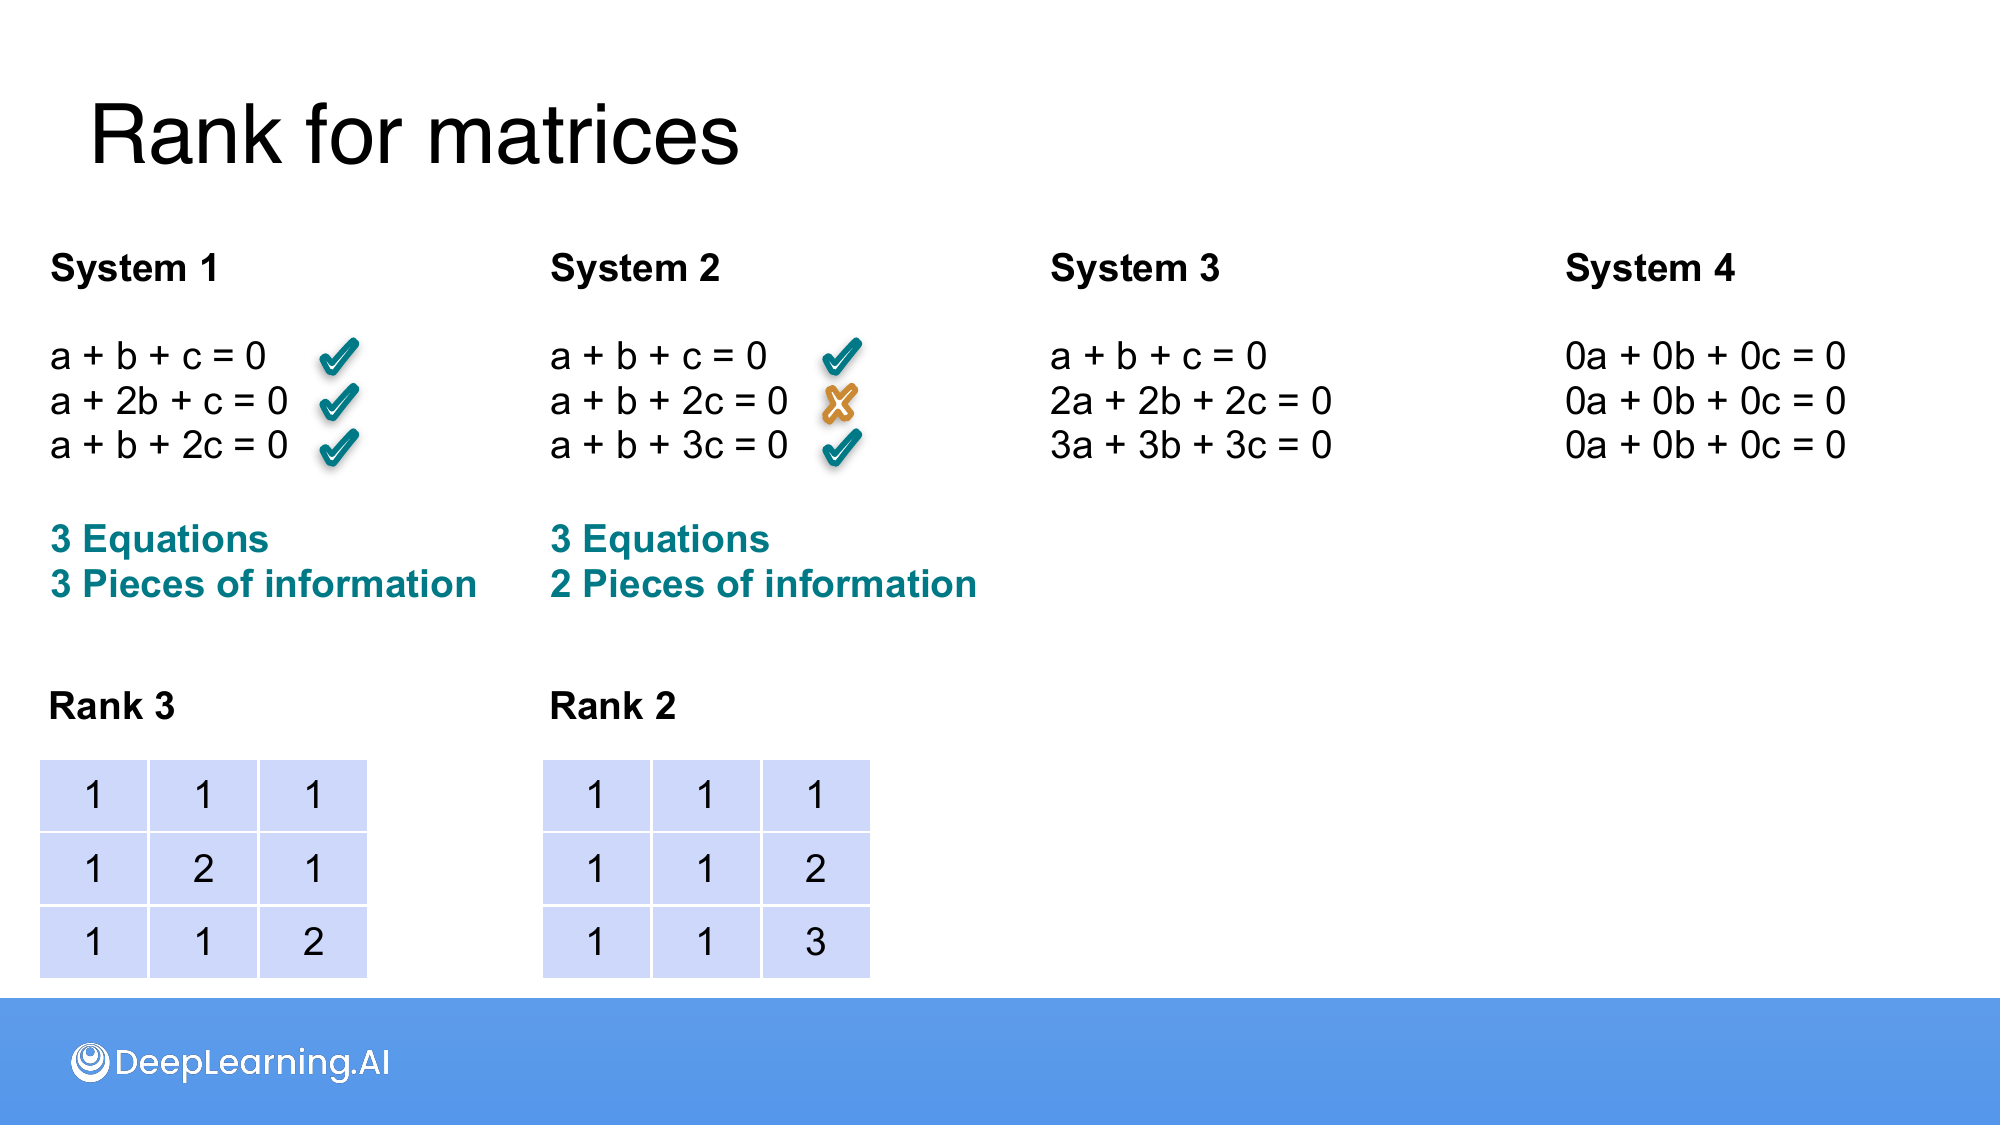 Rank for matrices
System 1
a + b + c = 0
a + 2b + c = 0
a + b + 2c = 0
3 Equations
3 Pieces of information
Rank 3
1 1 1
1 2 1
1 1 2
System 2
a + b + c = 0
a + b + 2c = 0
a + b + 3c = 0
3 Equations
2 Pieces of information
Rank 2
1 1 1
1 1 2
1 1 3
System 3
a + b + c = 0
2a + 2b + 2c = 0
3a + 3b + 3c = 0
System 4
0a + 0b + 0c = 0
0a + 0b + 0c = 0
0a + 0b + 0c = 0
DeepLearning.AI